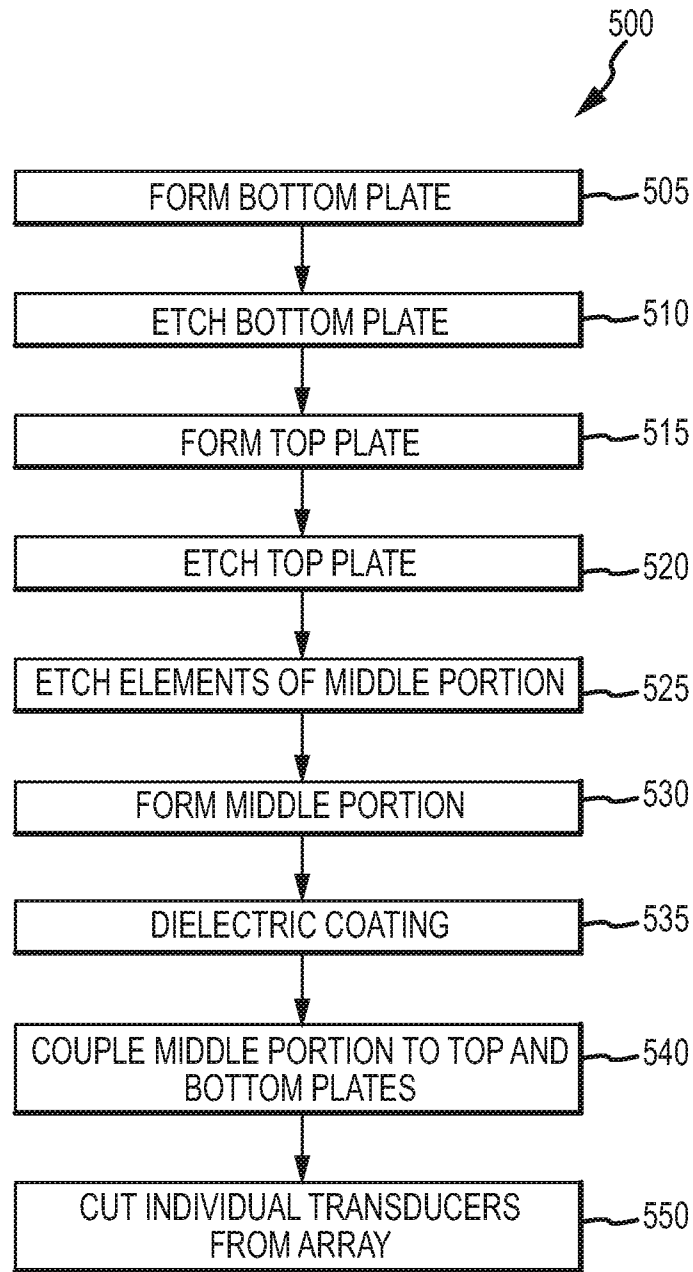 500
FORM BOTTOM PLATE
505
ETCH BOTTOM PLATE
510
FORM TOP PLATE
515
ETCH TOP PLATE
520
ETCH ELEMENTS OF MIDDLE PORTION
525
FORM MIDDLE PORTION
530
DIELECTRIC COATING
535
COUPLE MIDDLE PORTION TO TOP AND
BOTTOM PLATES
540
CUT INDIVIDUAL TRANSDUCERS
FROM ARRAY
550